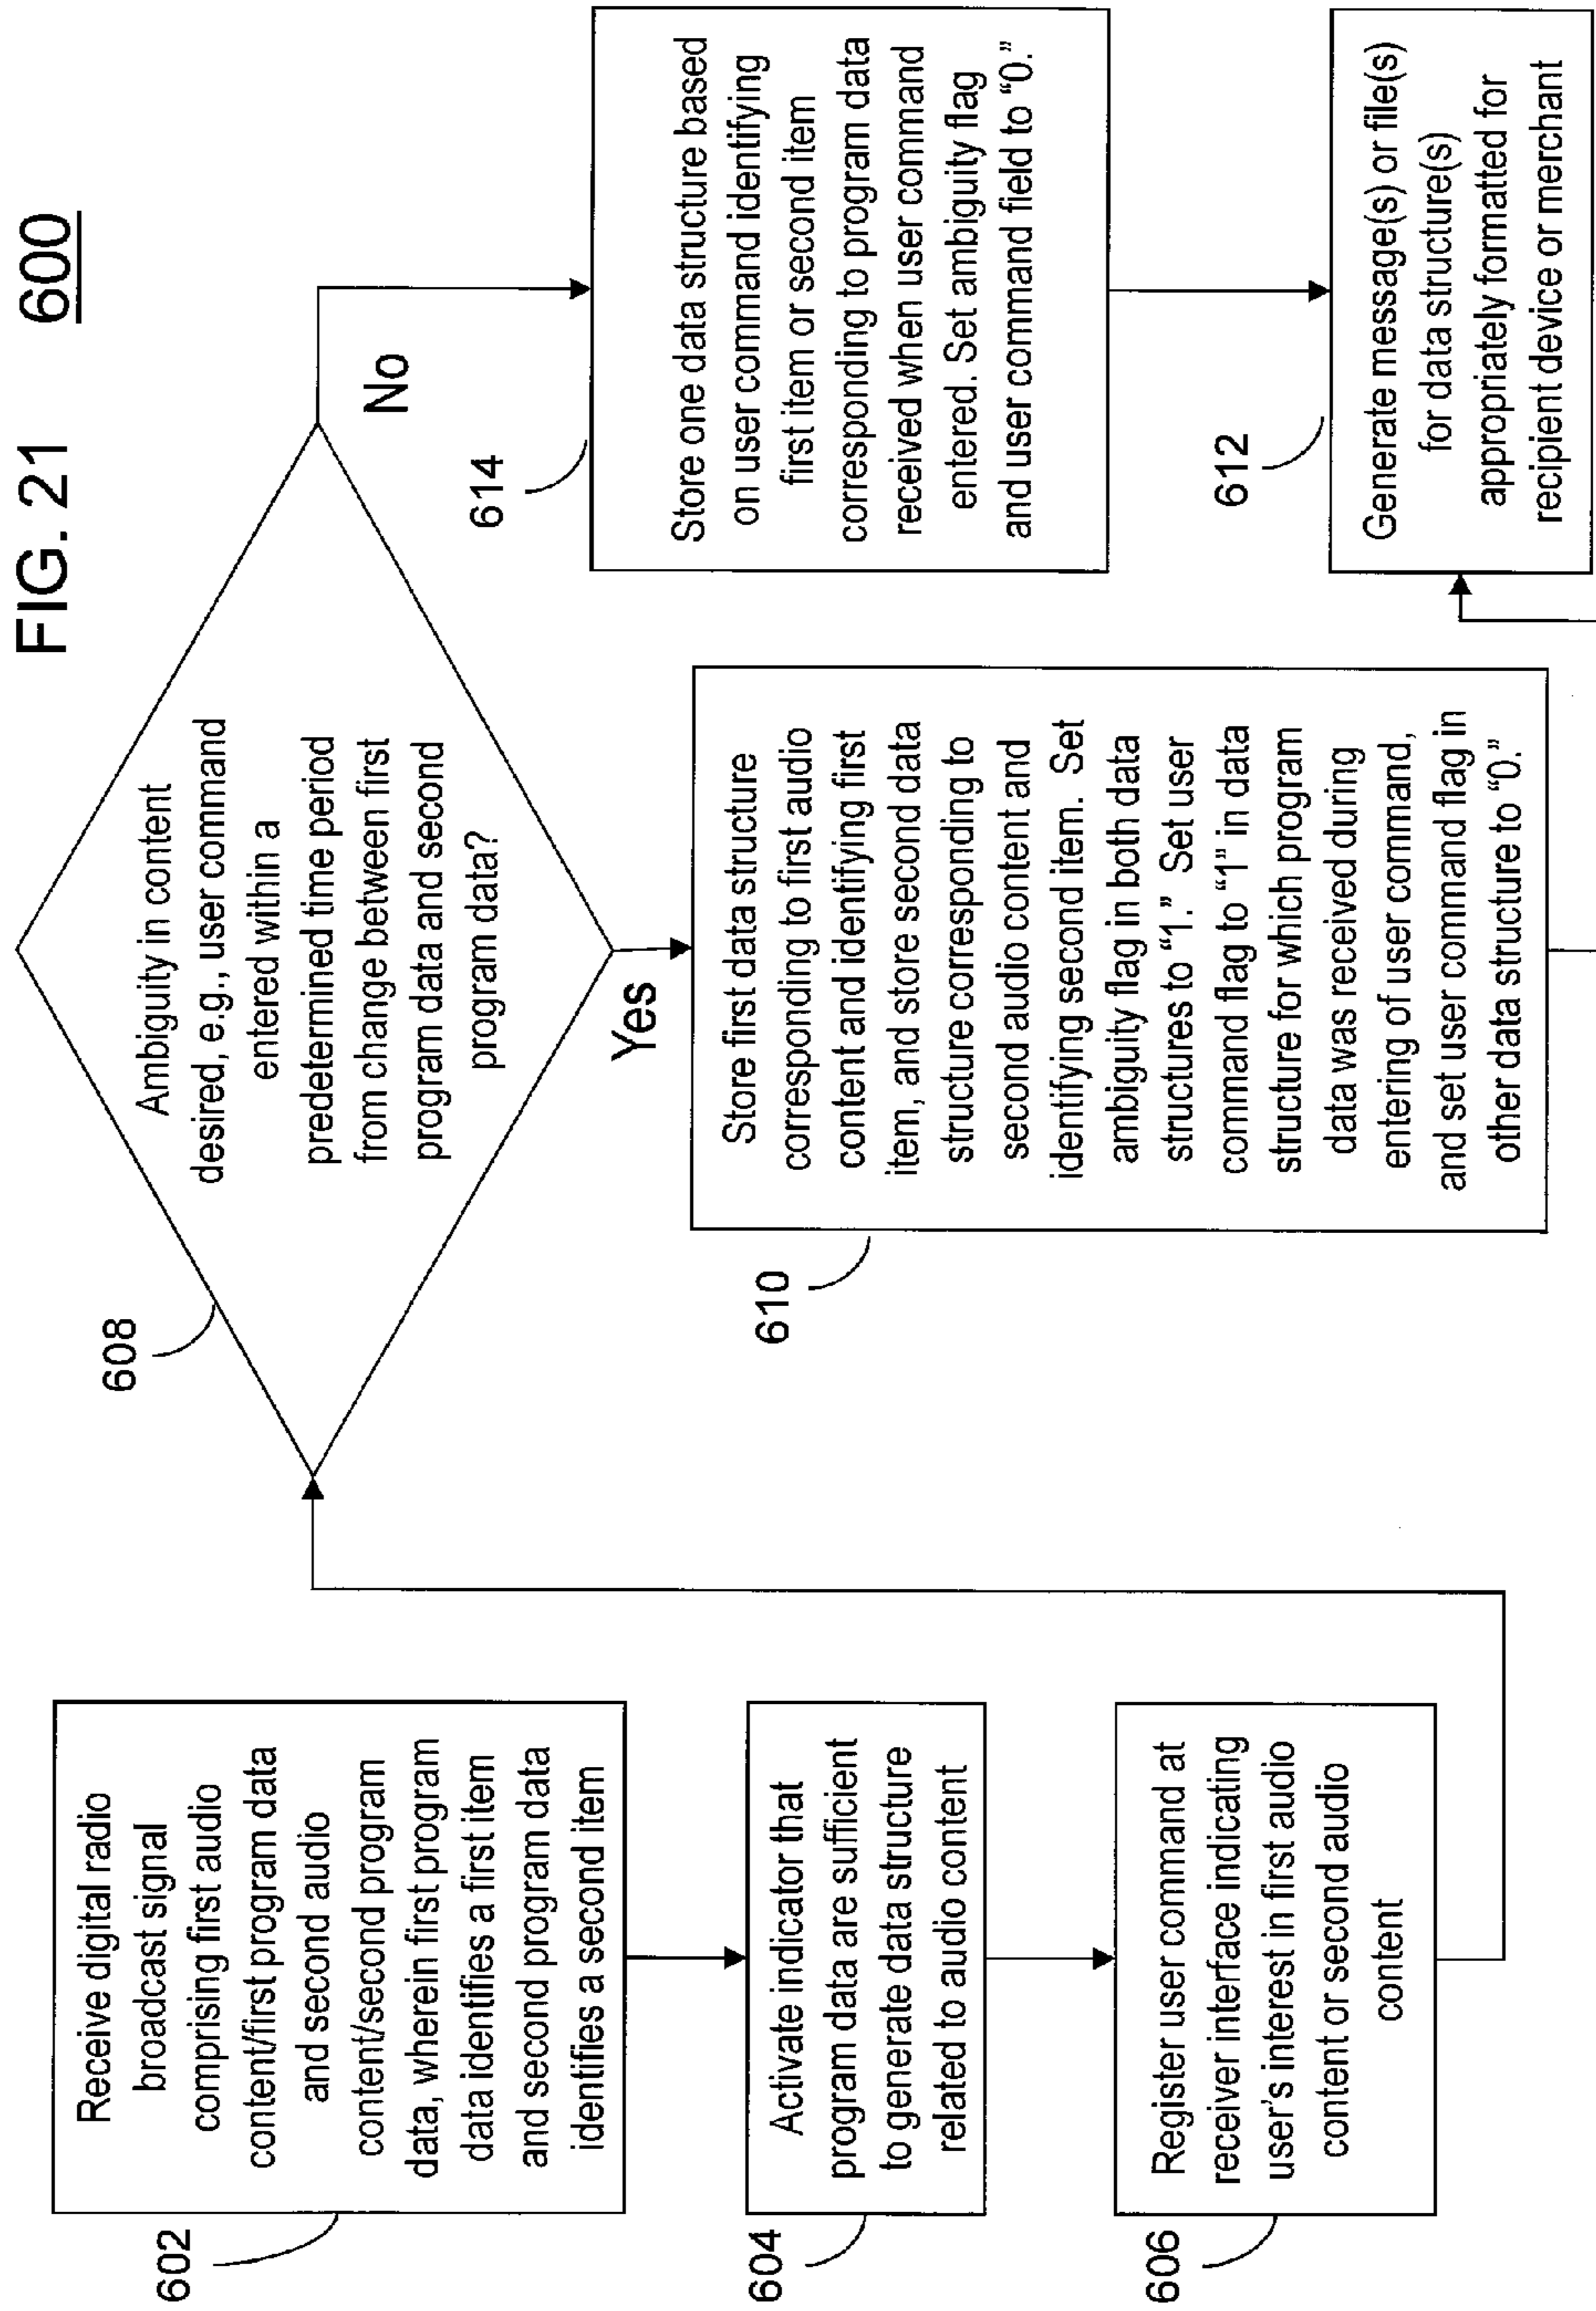 FIG. 21   600
602
Receive digital radio
broadcast signal
comprising first audio
content/first program data
and second audio
content/second program
data, wherein first program
data identifies a first item
and second program data
identifies a second item
604
Activate indicator that
program data are sufficient
to generate data structure
related to audio content
606
Register user command at
receiver interface indicating
user's interest in first audio
content or second audio
content
608
Ambiguity in content
desired, e.g., user command
entered within a
predetermined time period
from change between first
program data and second
program data?
Yes
No
610
Store first data structure
corresponding to first audio
content and identifying first
item, and store second data
structure corresponding to
second audio content and
identifying second item.  Set
ambiguity flag in both data
structures to “1.”  Set user
command flag to “1” in data
structure for which program
data was received during
entering of user command,
and set user command flag in
other data structure to “0.”
614
Store one data structure based
on user command identifying
first item or second item
corresponding to program data
received when user command
entered. Set ambiguity flag
and user command field to “0.”
612
Generate message(s) or file(s)
for data structure(s)
appropriately formatted for
recipient device or merchant